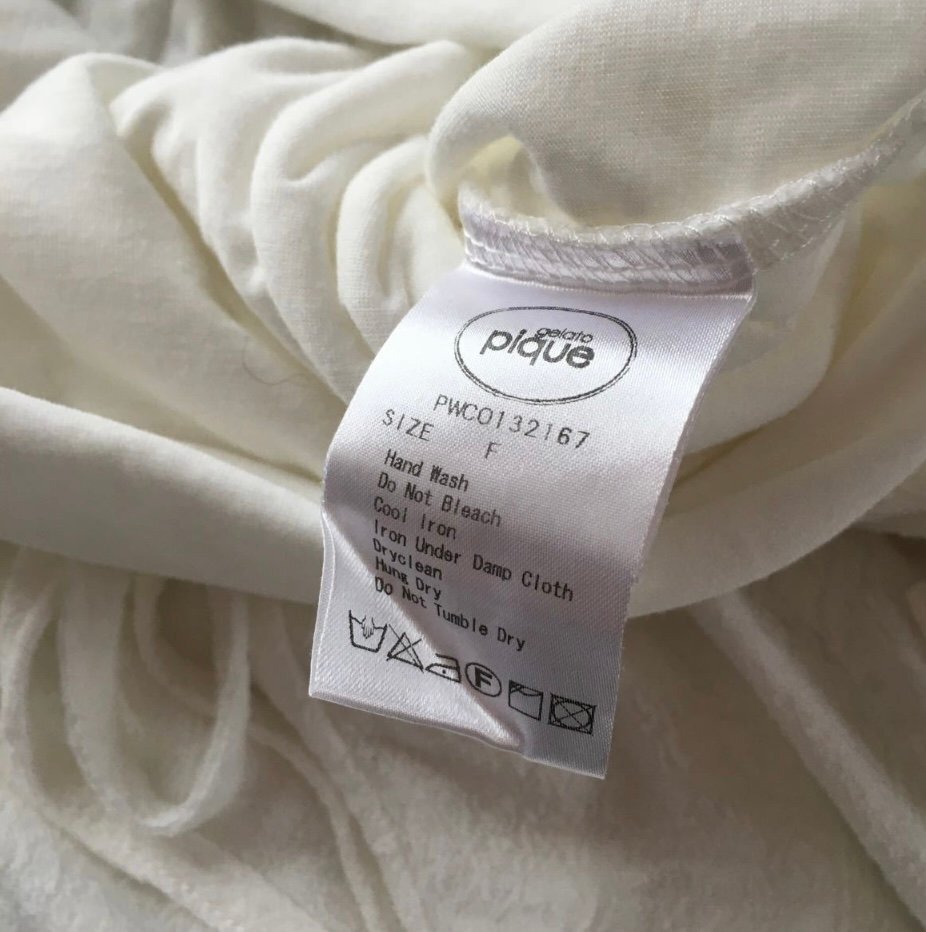 gelato
pique
PWCO132167
SIZE F
Hand Wash
Do Not Bleach
Cool Iron
Iron Under Damp Cloth
Dryclean
Hung Dry
Do Not Tumble Dry
F